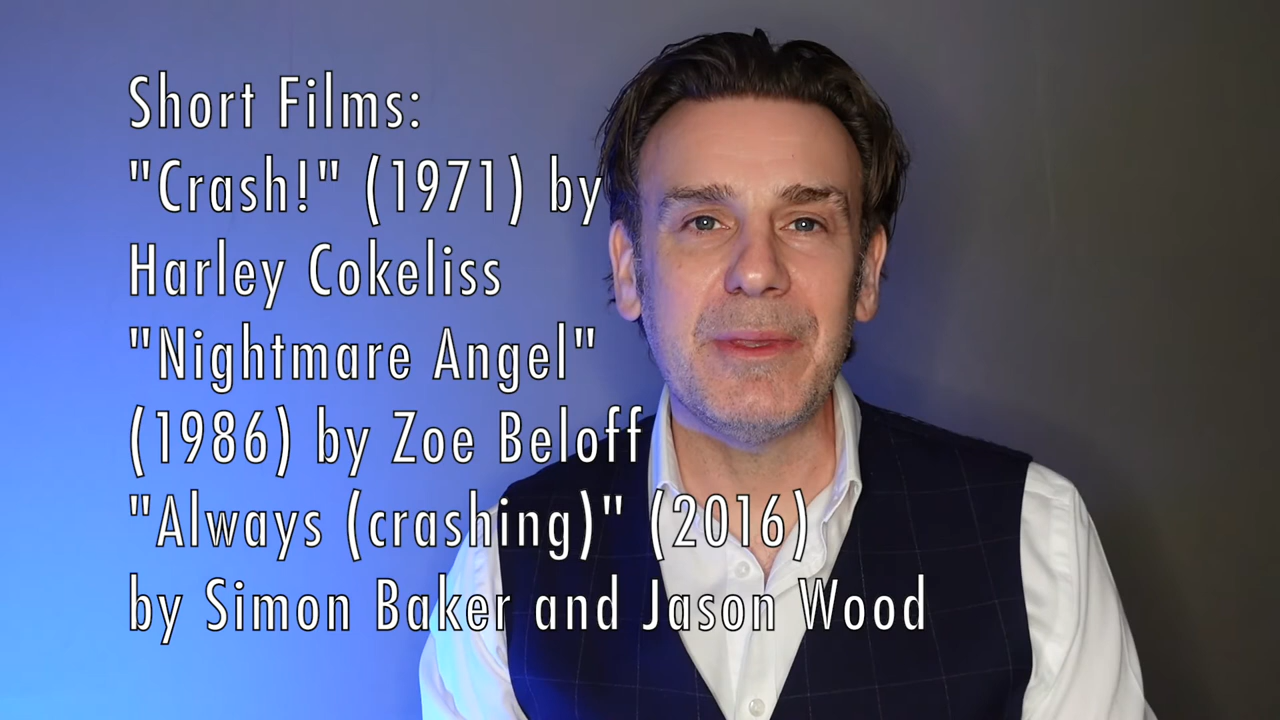 Short Films:
"Crash!" (1971) by
Harley Cokeliss
"Nightmare Angel"
(1986) by Zoe Beloff
"Always (crashing)" (2016)
by Simon Baker and Jason Wood